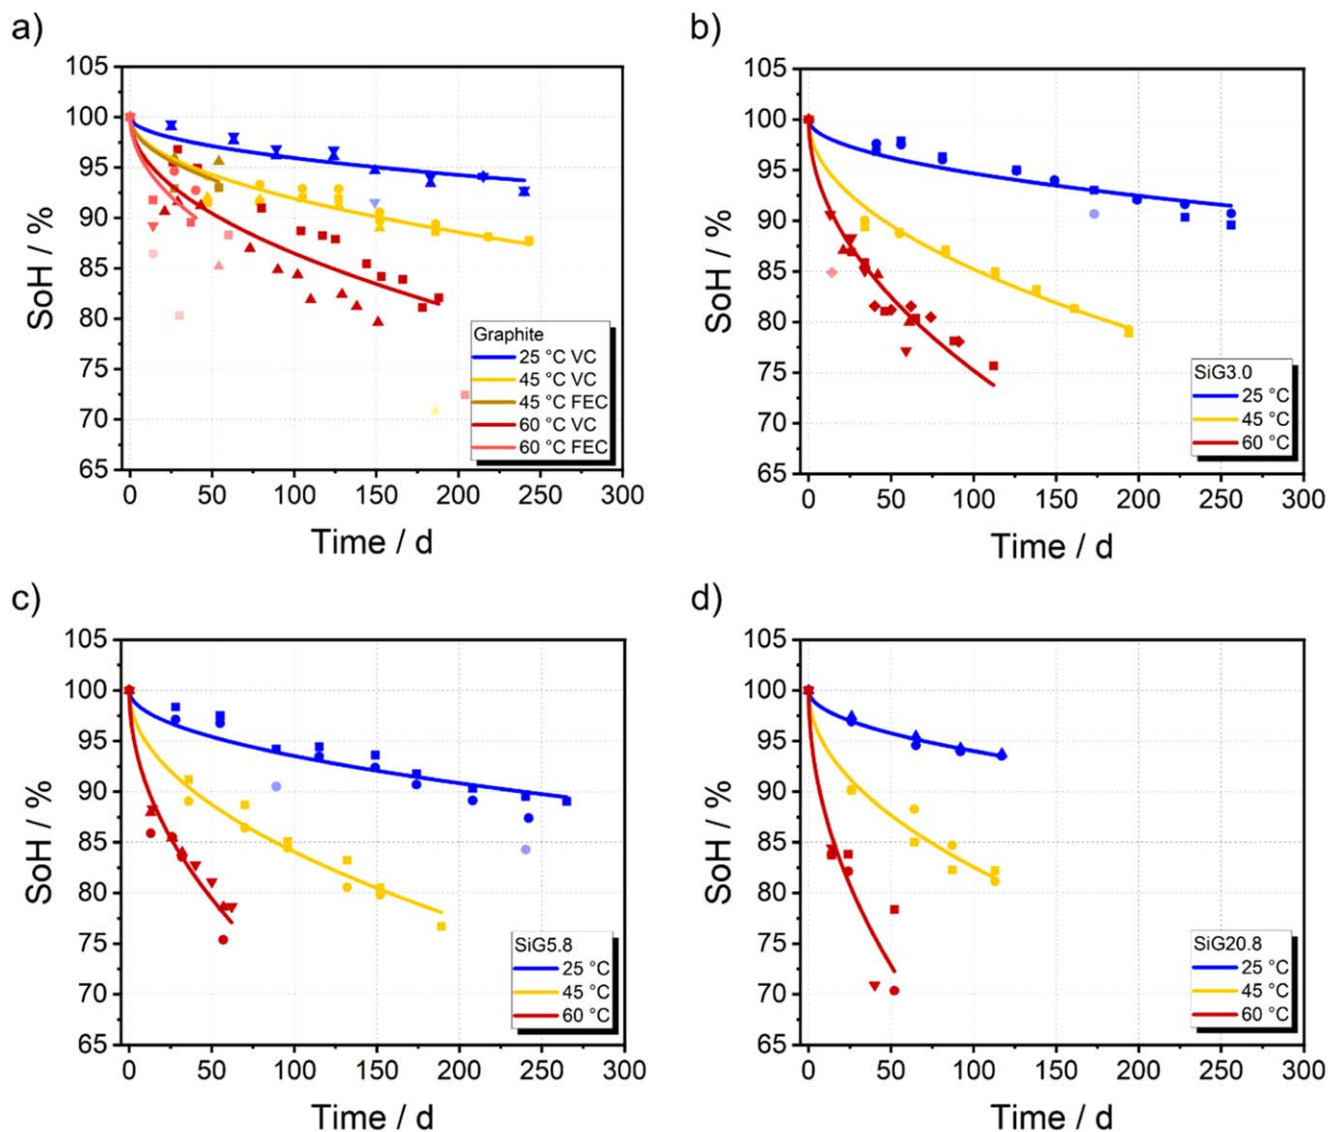 a)
105
100
95
90
85
80
75
70
65
SoH / %
0 50 100 150 200 250 300
Time / d
Graphite
25 °C VC
45 °C VC
45 °C FEC
60 °C VC
60 °C FEC
b)
105
100
95
90
85
80
75
70
65
SoH / %
0 50 100 150 200 250 300
Time / d
SiG3.0
25 °C
45 °C
60 °C
c)
105
100
95
90
85
80
75
70
65
SoH / %
0 50 100 150 200 250 300
Time / d
SiG5.8
25 °C
45 °C
60 °C
d)
105
100
95
90
85
80
75
70
65
SoH / %
0 50 100 150 200 250 300
Time / d
SiG20.8
25 °C
45 °C
60 °C